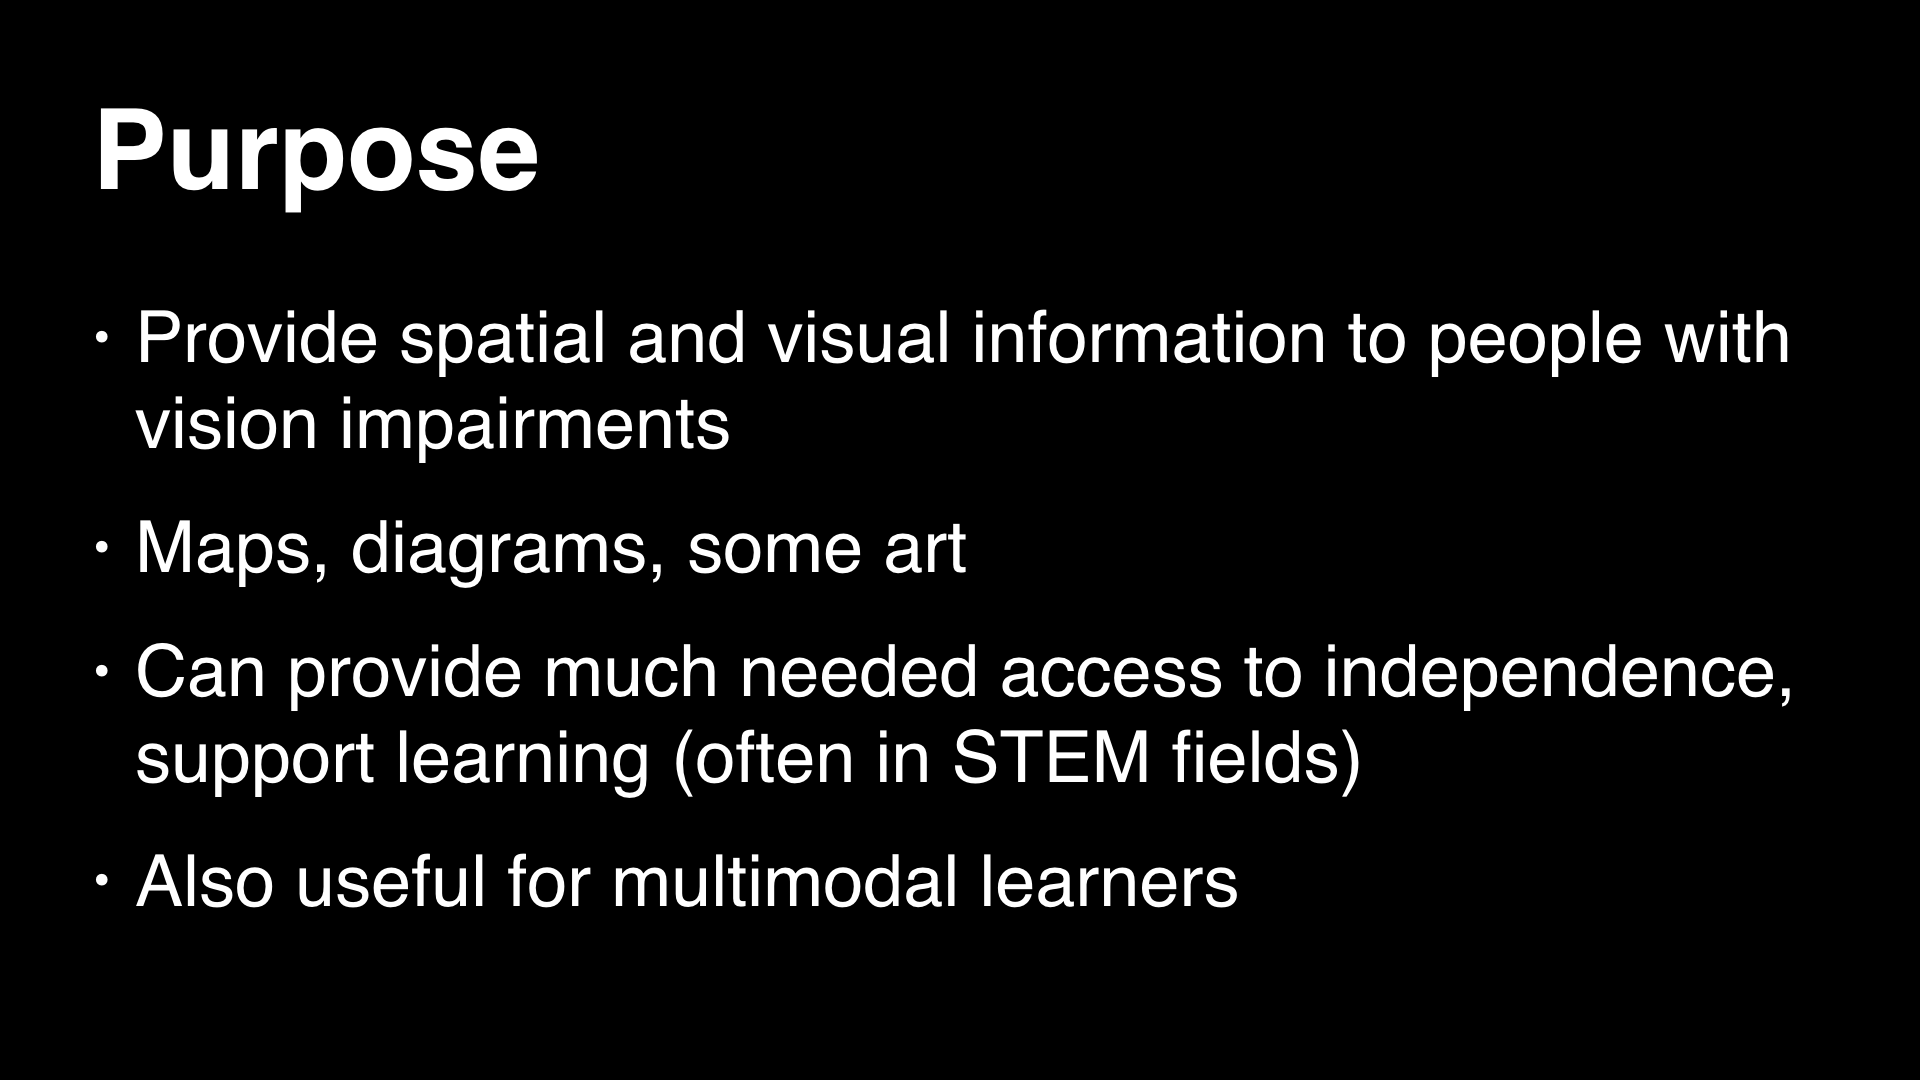 Purpose
• Provide spatial and visual information to people with
vision impairments
• Maps, diagrams, some art
• Can provide much needed access to independence,
support learning (often in STEM fields)
• Also useful for multimodal learners